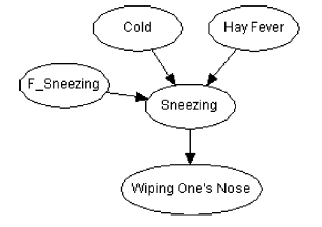 Cold
Hay Fever
F_Sneezing
Sneezing
Wiping One's Nose